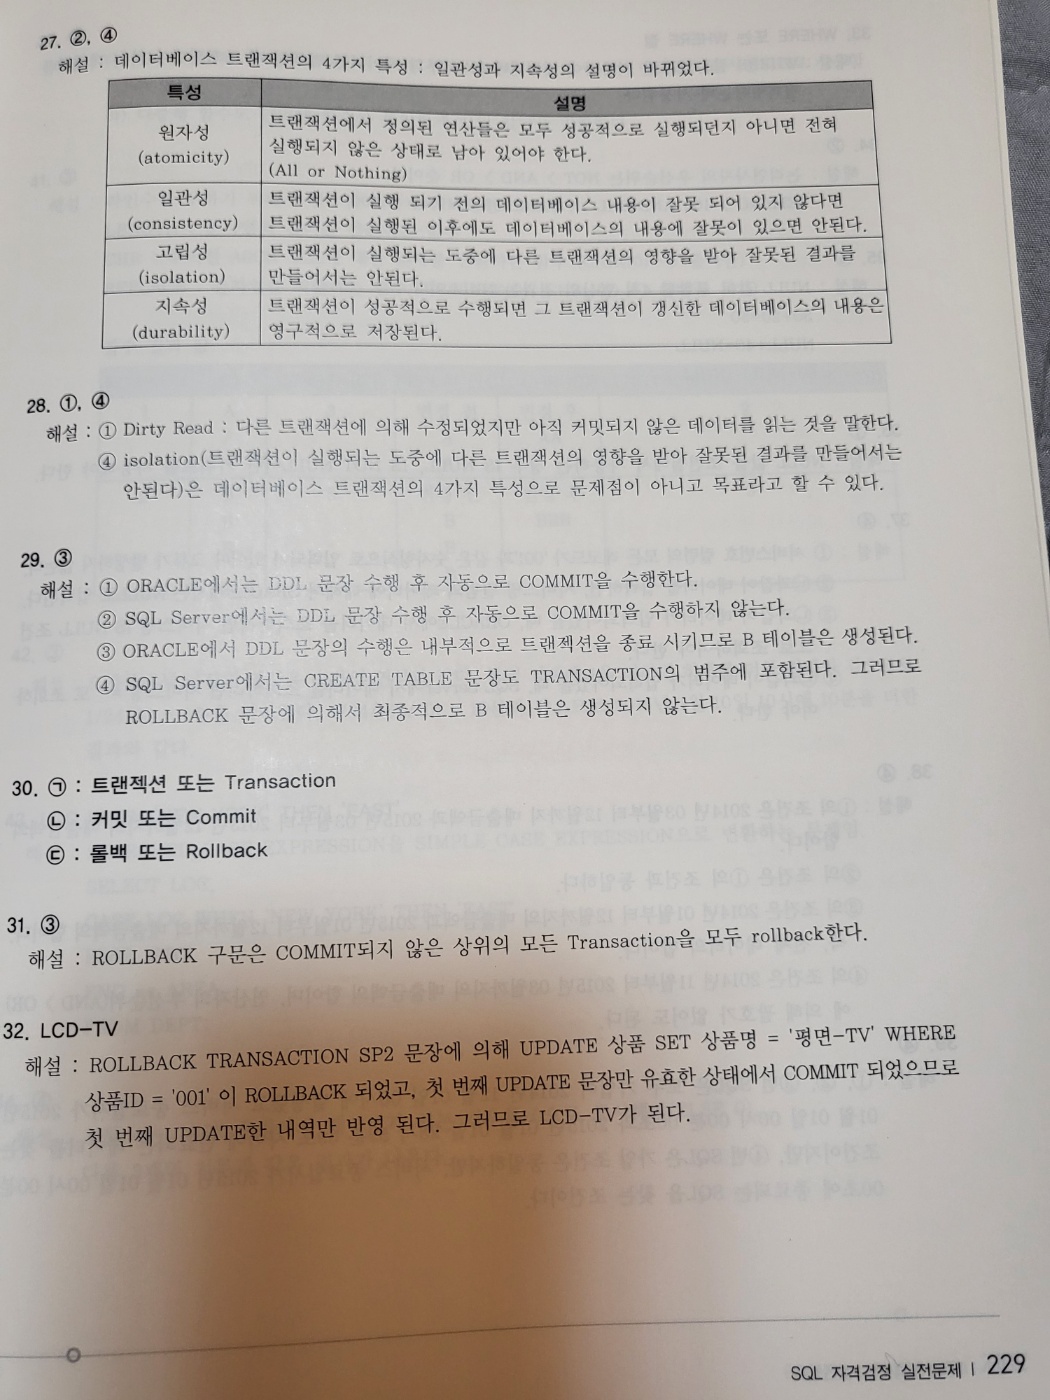 27. ②, ④
해설 : 데이터베이스 트랜잭션의 4가지 특성 : 일관성과 지속성의 설명이 바뀌었다.
특성 설명
원자성 (atomicity) 트랜잭션에서 정의된 연산들은 모두 성공적으로 실행되던지 아니면 전혀
실행되지 않은 상태로 남아 있어야 한다.
(All or Nothing)
일관성 (consistency) 트랜잭션이 실행 되기 전의 데이터베이스 내용이 잘못 되어 있지 않다면
트랜잭션이 실행된 이후에도 데이터베이스의 내용에 잘못이 있으면 안된다.
고립성 (isolation) 트랜잭션이 실행되는 도중에 다른 트랜잭션의 영향을 받아 잘못된 결과를
만들어서는 안된다.
지속성 (durability) 트랜잭션이 성공적으로 수행되면 그 트랜잭션이 갱신한 데이터베이스의 내용은
영구적으로 저장된다.
28. ①, ④
해설 : ① Dirty Read : 다른 트랜잭션에 의해 수정되었지만 아직 커밋되지 않은 데이터를 읽는 것을 말한다.
④ isolation(트랜잭션이 실행되는 도중에 다른 트랜잭션의 영향을 받아 잘못된 결과를 만들어서는
안된다)은 데이터베이스 트랜잭션의 4가지 특성으로 문제점이 아니고 목표라고 할 수 있다.
29. ③
해설 : ① ORACLE에서는 DDL 문장 수행 후 자동으로 COMMIT을 수행한다.
② SQL Server에서는 DDL 문장 수행 후 자동으로 COMMIT을 수행하지 않는다.
③ ORACLE에서 DDL 문장의 수행은 내부적으로 트랜젝션을 종료 시키므로 B 테이블은 생성된다.
④ SQL Server에서는 CREATE TABLE 문장도 TRANSACTION의 범주에 포함된다. 그러므로
ROLLBACK 문장에 의해서 최종적으로 B 테이블은 생성되지 않는다.
30. ㉠ : 트랜젝션 또는 Transaction
㉡ : 커밋 또는 Commit
㉢ : 롤백 또는 Rollback
31. ③
해설 : ROLLBACK 구문은 COMMIT되지 않은 상위의 모든 Transaction을 모두 rollback한다.
32. LCD-TV
해설 : ROLLBACK TRANSACTION SP2 문장에 의해 UPDATE 상품 SET 상품명 = '평면-TV' WHERE
상품ID = '001' 이 ROLLBACK 되었고, 첫 번째 UPDATE 문장만 유효한 상태에서 COMMIT 되었으므로
첫 번째 UPDATE한 내역만 반영 된다. 그러므로 LCD-TV가 된다.
SQL 자격검정 실전문제 | 229